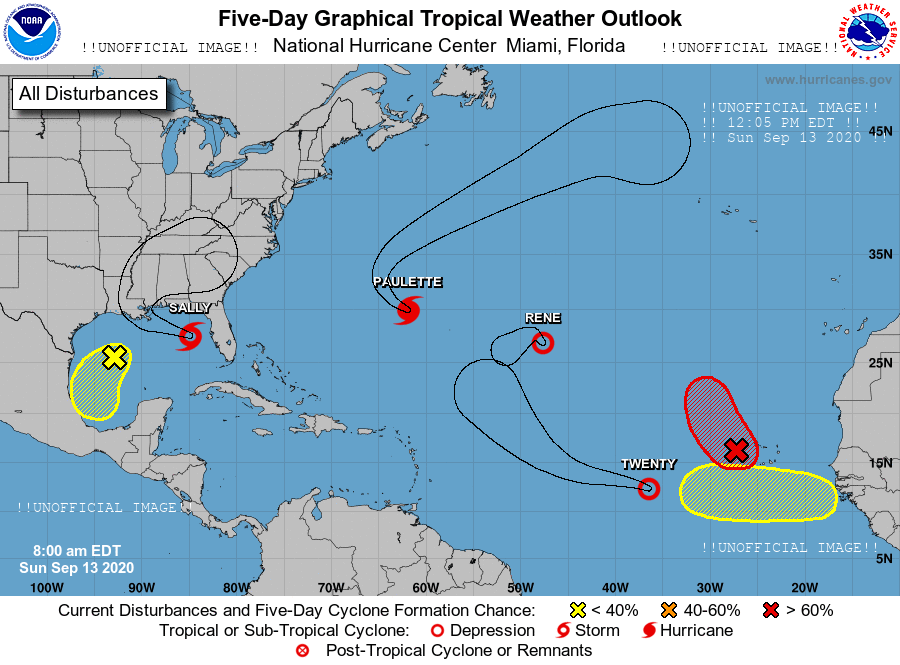 Five-Day Graphical Tropical Weather Outlook
!!UNOFFICIAL IMAGE!! National Hurricane Center Miami, Florida !!UNOFFICIAL IMAGE!!
NOAA
NATIONAL WEATHER SERVICE
All Disturbances
www.hurricanes.gov
!!UNOFFICIAL IMAGE!!
!! 12:05 PM EDT !!
!! Sun Sep 13 2020 !!
45N
35N
PAULETTE
SALLY
RENE
25N
TWENTY
15N
!!UNOFFICIAL IMAGE!!
!!UNOFFICIAL IMAGE!!
8:00 am EDT
Sun Sep 13 2020
5N
100W 90W 80W 70W 60W 50W 40W 30W 20W
Current Disturbances and Five-Day Cyclone Formation Chance: < 40% 40-60% > 60%
Tropical or Sub-Tropical Cyclone: Depression Storm Hurricane
Post-Tropical Cyclone or Remnants